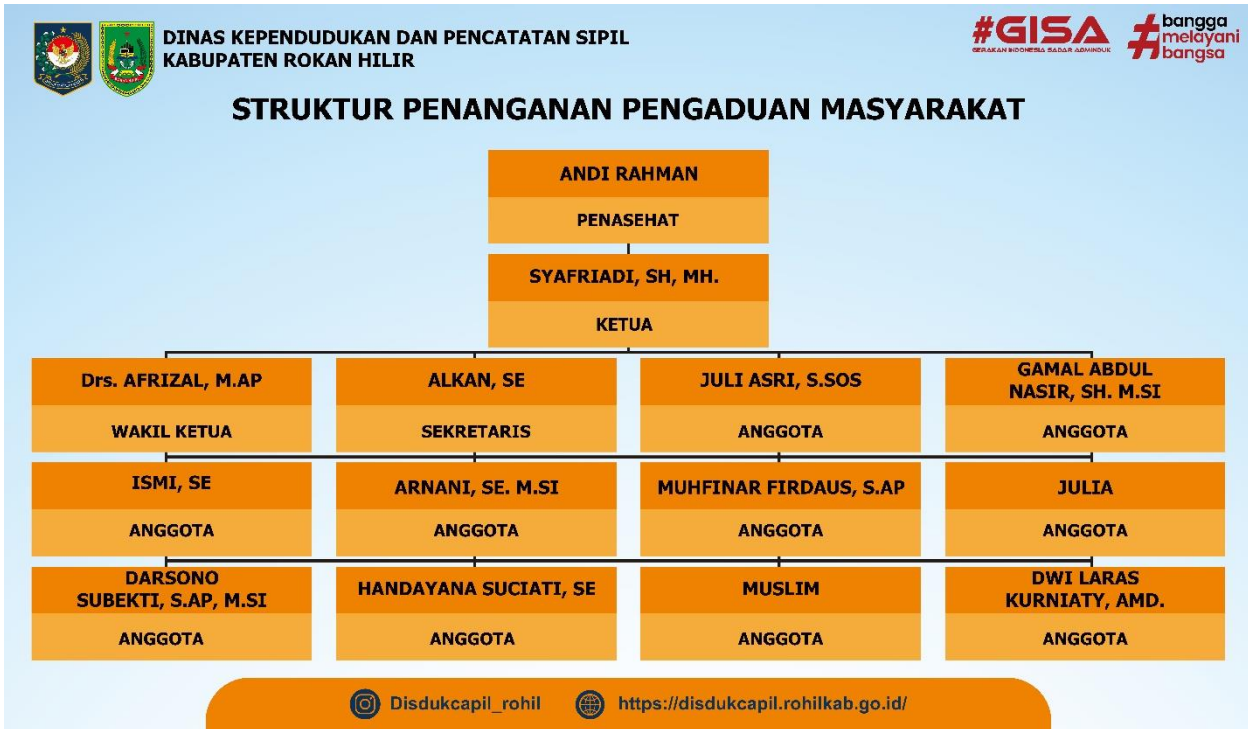 DINAS KEPENDUDUKAN DAN PENCATATAN SIPIL
KABUPATEN ROKAN HILIR
#GISA
GERAKAN INDONESIA SADAR ADMINDUK
# bangga
melayani
bangsa
STRUKTUR PENANGANAN PENGADUAN MASYARAKAT
ANDI RAHMAN
PENASEHAT
SYAFRIADI, SH, MH.
KETUA
Drs. AFRIZAL, M.AP
WAKIL KETUA
ALKAN, SE
SEKRETARIS
JULI ASRI, S.SOS
ANGGOTA
GAMAL ABDUL
NASIR, SH. M.SI
ANGGOTA
ISMI, SE
ANGGOTA
ARNANI, SE. M.SI
ANGGOTA
MUHFINAR FIRDAUS, S.AP
ANGGOTA
JULIA
ANGGOTA
DARSONO
SUBEKTI, S.AP, M.SI
ANGGOTA
HANDAYANA SUCIATI, SE
ANGGOTA
MUSLIM
ANGGOTA
DWI LARAS
KURNIATY, AMD.
ANGGOTA
Disdukcapil_rohil
https://disdukcapil.rohilkab.go.id/